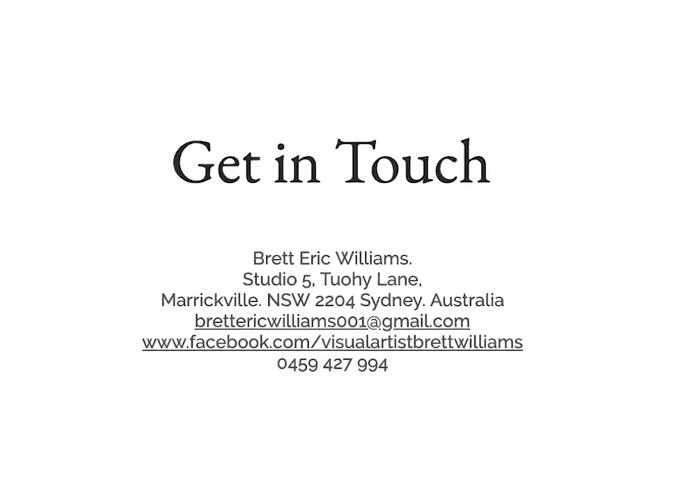 Get in Touch
Brett Eric Williams.
Studio 5, Tuohy Lane,
Marrickville. NSW 2204 Sydney. Australia
brettericwilliams001@gmail.com
www.facebook.com/visualartistbrettwilliams
0459 427 994